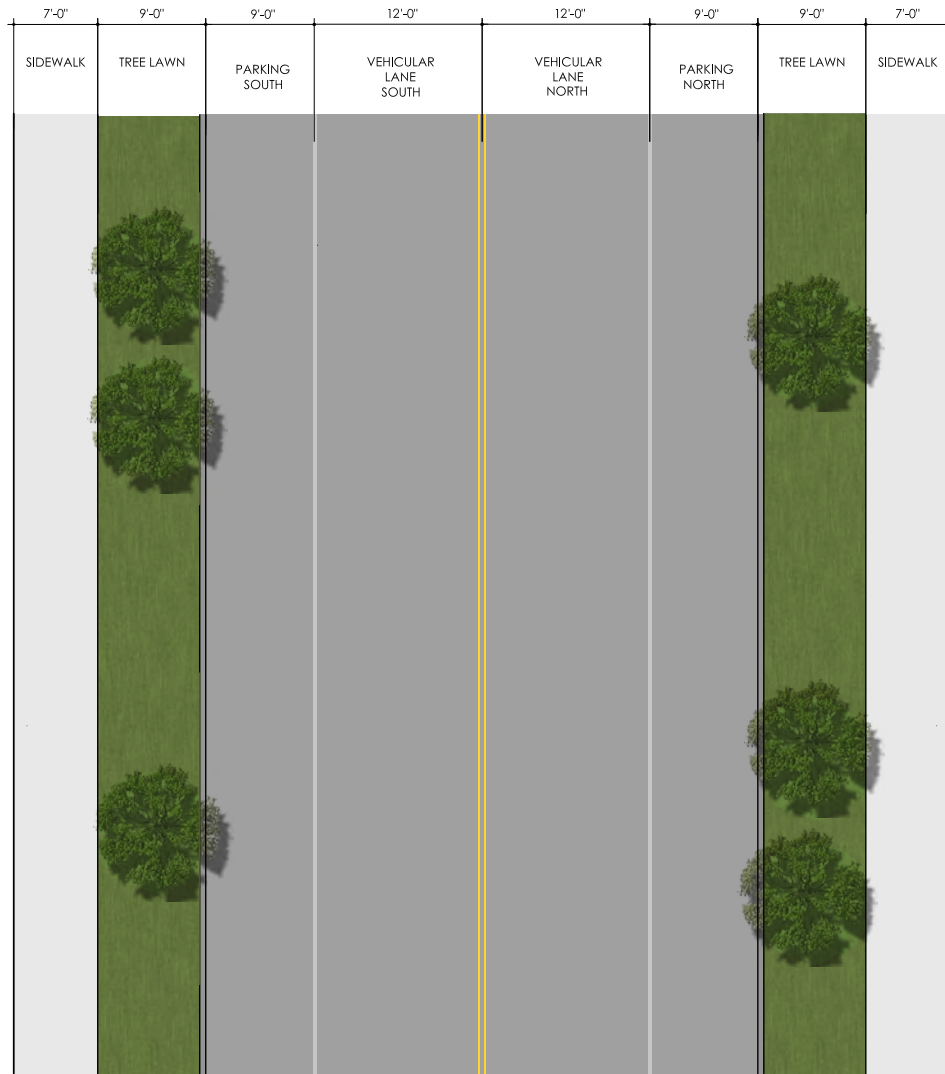 7'-0" 9'-0" 9'-0" 12'-0" 12'-0" 9'-0" 9'-0" 7'-0"
SIDEWALK
TREE LAWN
PARKING
SOUTH
VEHICULAR
LANE
SOUTH
VEHICULAR
LANE
NORTH
PARKING
NORTH
TREE LAWN
SIDEWALK